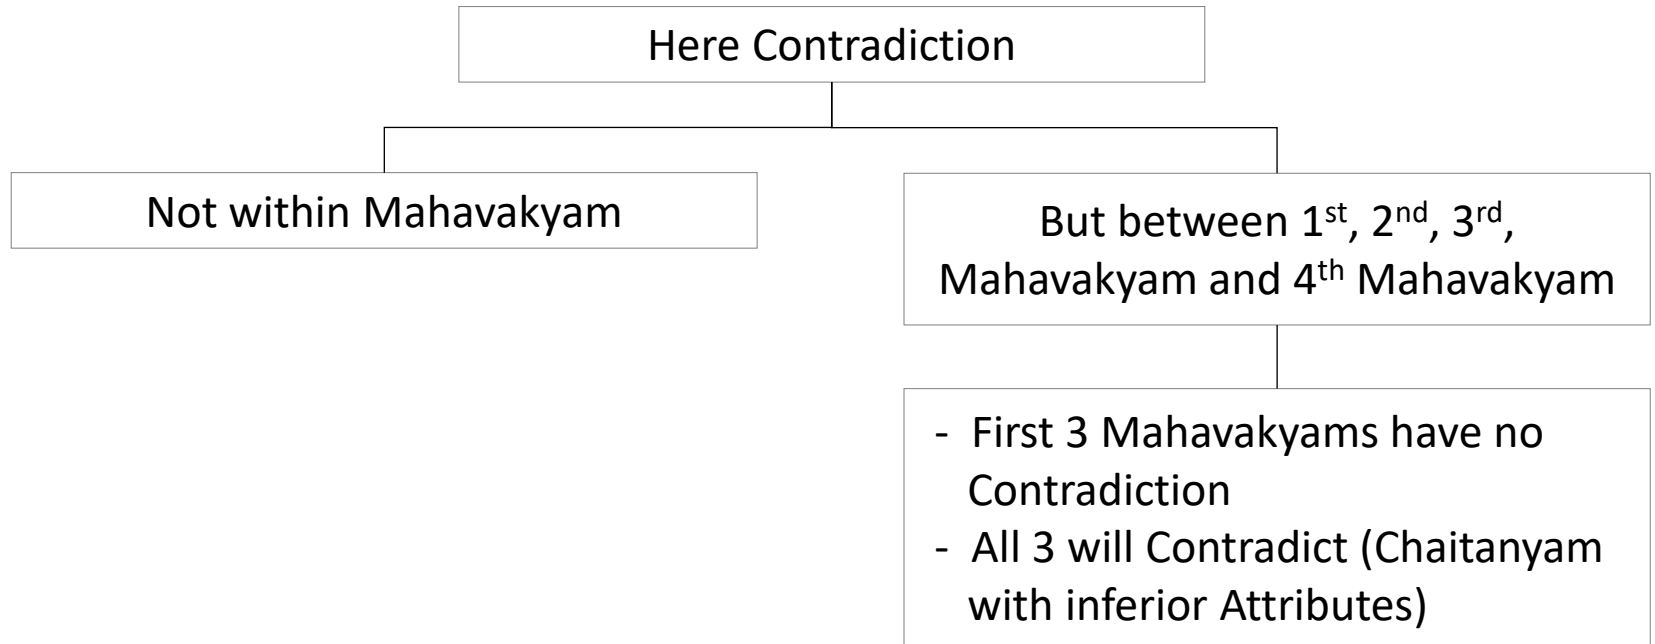 Here Contradiction
Not within Mahavakyam
But between 1st, 2nd, 3rd,
Mahavakyam and 4th Mahavakyam
- First 3 Mahavakyams have no
Contradiction
- All 3 will Contradict (Chaitanyam
with inferior Attributes)